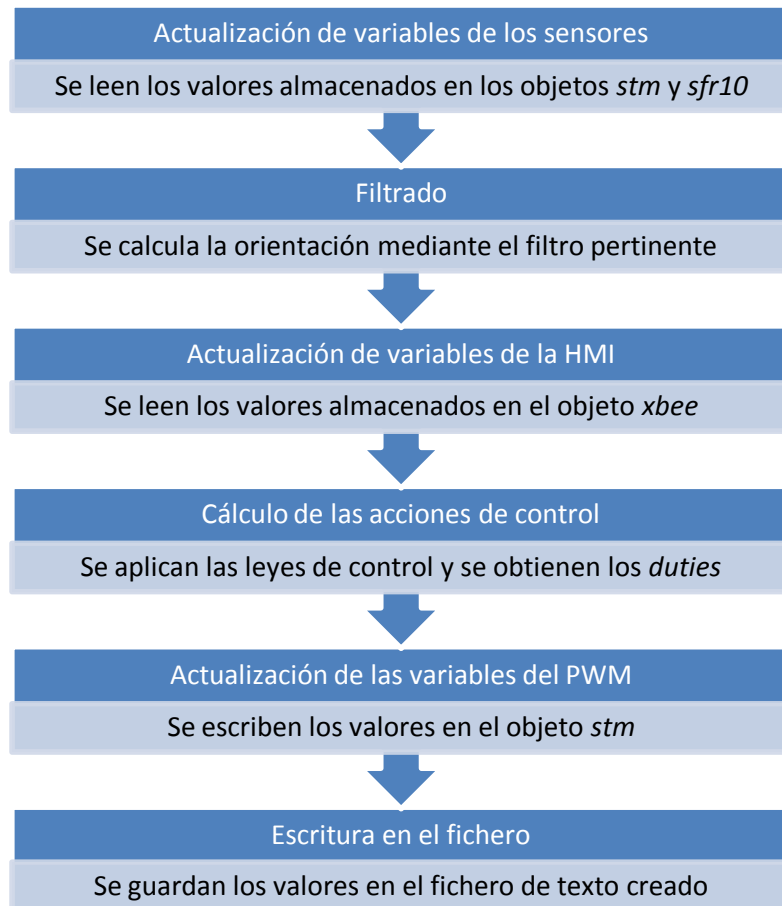 Actualización de variables de los sensores
Se leen los valores almacenados en los objetos stm y sfr10
Filtrado
Se calcula la orientación mediante el filtro pertinente
Actualización de variables de la HMI
Se leen los valores almacenados en el objeto xbee
Cálculo de las acciones de control
Se aplican las leyes de control y se obtienen los duties
Actualización de las variables del PWM
Se escriben los valores en el objeto stm
Escritura en el fichero
Se guardan los valores en el fichero de texto creado